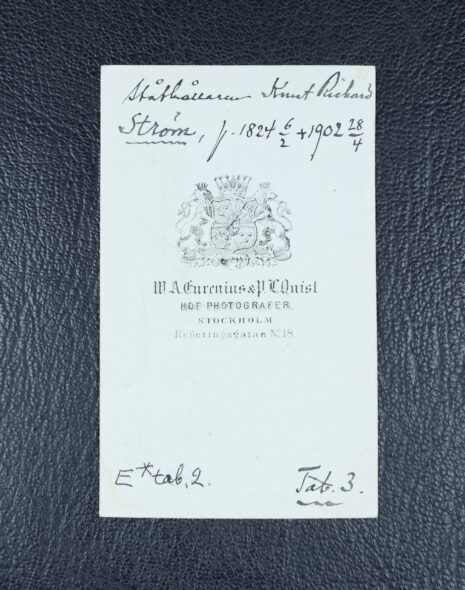 Ståthållaren Knut Richard
Ström, f. 1824 6/2 +1902 28/4
W A Eurenius & P L Quist
HOF-PHOTOGRAFER.
STOCKHOLM
Regeringsgatan No 18.
E* tab. 2.
Tab. 3.